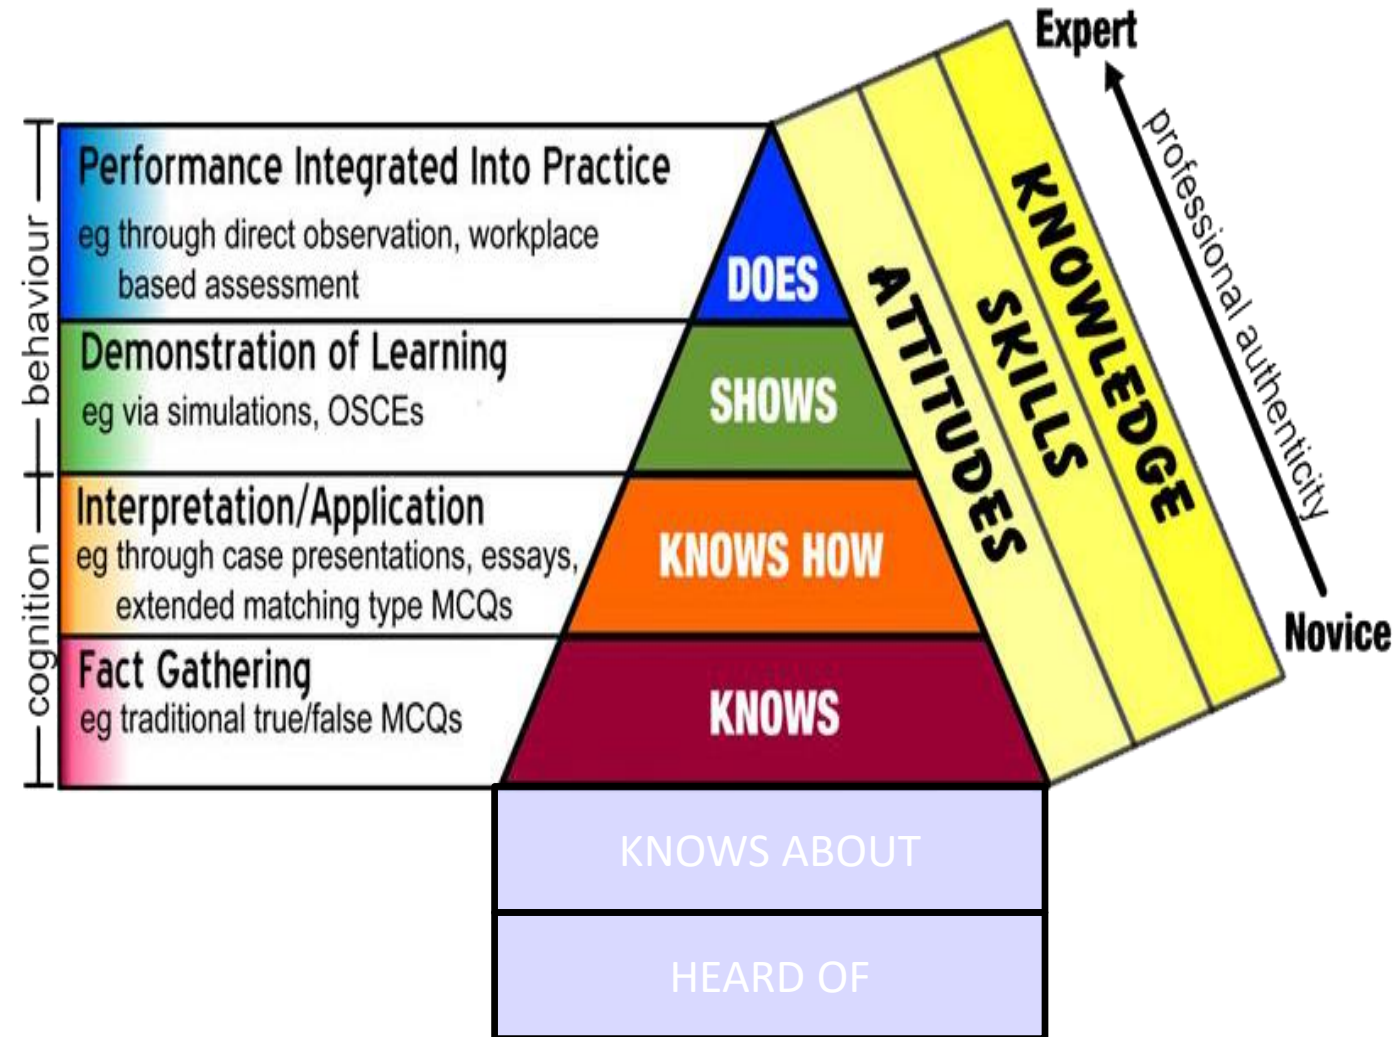 Expert
professional authenticity
Novice
behaviour
cognition
Performance Integrated Into Practice
eg through direct observation, workplace
based assessment
DOES
Demonstration of Learning
eg via simulations, OSCEs
SHOWS
Interpretation/Application
eg through case presentations, essays,
extended matching type MCQs
KNOWS HOW
Fact Gathering
eg traditional true/false MCQs
KNOWS
ATTITUDES
SKILLS
KNOWLEDGE
KNOWS ABOUT
HEARD OF